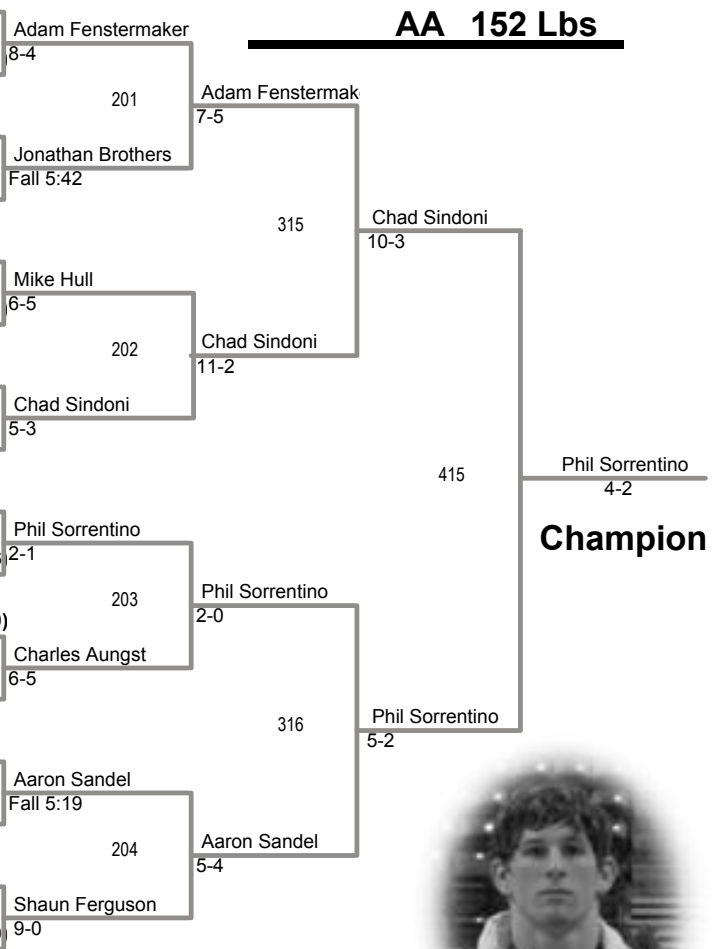 AA 152 Lbs
Adam Fenstermaker
8-4
201
Adam Fenstermak
7-5
Jonathan Brothers
Fall 5:42
315
Chad Sindoni
10-3
Mike Hull
6-5
202
Chad Sindoni
11-2
Chad Sindoni
5-3
415
Phil Sorrentino
4-2
Champion
Phil Sorrentino
2-1
203
Phil Sorrentino
2-0
Charles Aungst
6-5
316
Phil Sorrentino
5-2
Aaron Sandel
Fall 5:19
204
Aaron Sandel
5-4
Shaun Ferguson
9-0